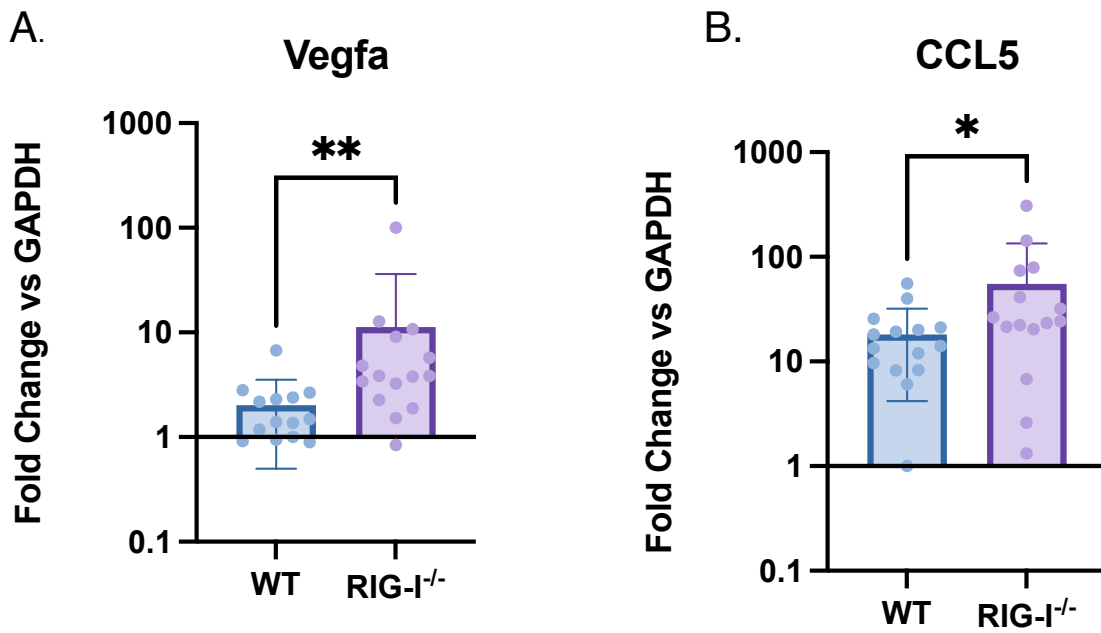 A.
Vegfa
Fold Change vs GAPDH
1000
100
10
1
0.1
**
WT
RIG-I⁻/⁻
B.
CCL5
Fold Change vs GAPDH
1000
100
10
1
0.1
*
WT
RIG-I⁻/⁻